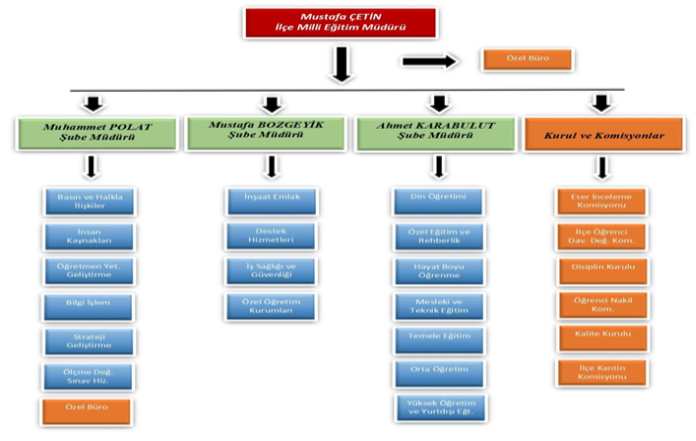 Mustafa ÇETİN
İlçe Milli Eğitim Müdürü
Özel Büro
Muhammet POLAT
Şube Müdürü
Mustafa BOZGEYİK
Şube Müdürü
Ahmet KARABULUT
Şube Müdürü
Kurul ve Komisyonlar
Basın ve Halkla
İlişkiler
İnsan
Kaynakları
Öğretmen Yet.
Geliştirme
Bilgi İşlem
Strateji
Geliştirme
Ölçme Değ.
Sınav Hiz.
Özel Büro
İnşaat Emlak
Destek
Hizmetleri
İş Sağlığı ve
Güvenliği
Özel Öğretim
Kurumları
Din Öğretimi
Özel Eğitim ve
Rehberlik
Hayat Boyu
Öğrenme
Mesleki ve
Teknik Eğitim
Temele Eğitim
Orta Öğretim
Yüksek Öğretim
ve Yurtdışı Eğt.
Eser İnceleme
Komisyonu
İlçe Öğrenci
Dav. Değ. Kom.
Disiplin Kurulu
Öğrenci Nakil
Kom.
Kalite Kurulu
İlçe Kantin
Komisyonu